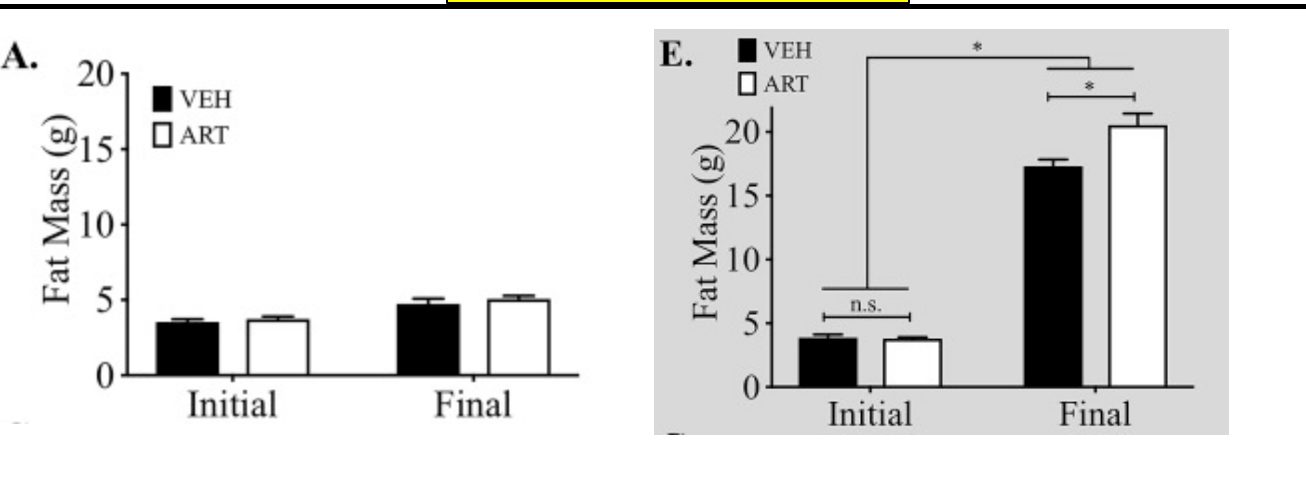 A.
VEH
ART
Fat Mass (g)
20
15
10
5
0
Initial Final
E.
VEH
ART
*
*
n.s.
Fat Mass (g)
20
15
10
5
0
Initial Final